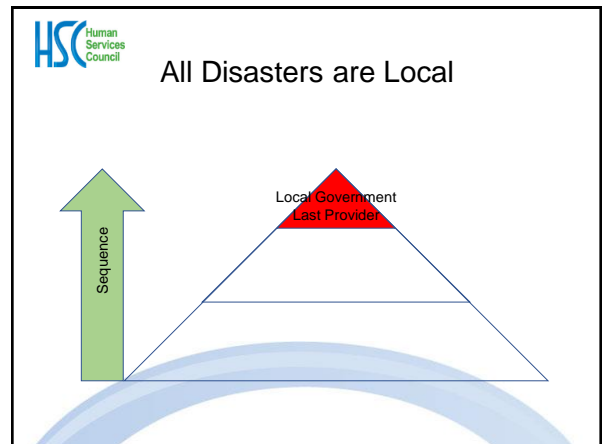 HSC
Human
Services
Council
All Disasters are Local
Local Government
Last Provider
Sequence